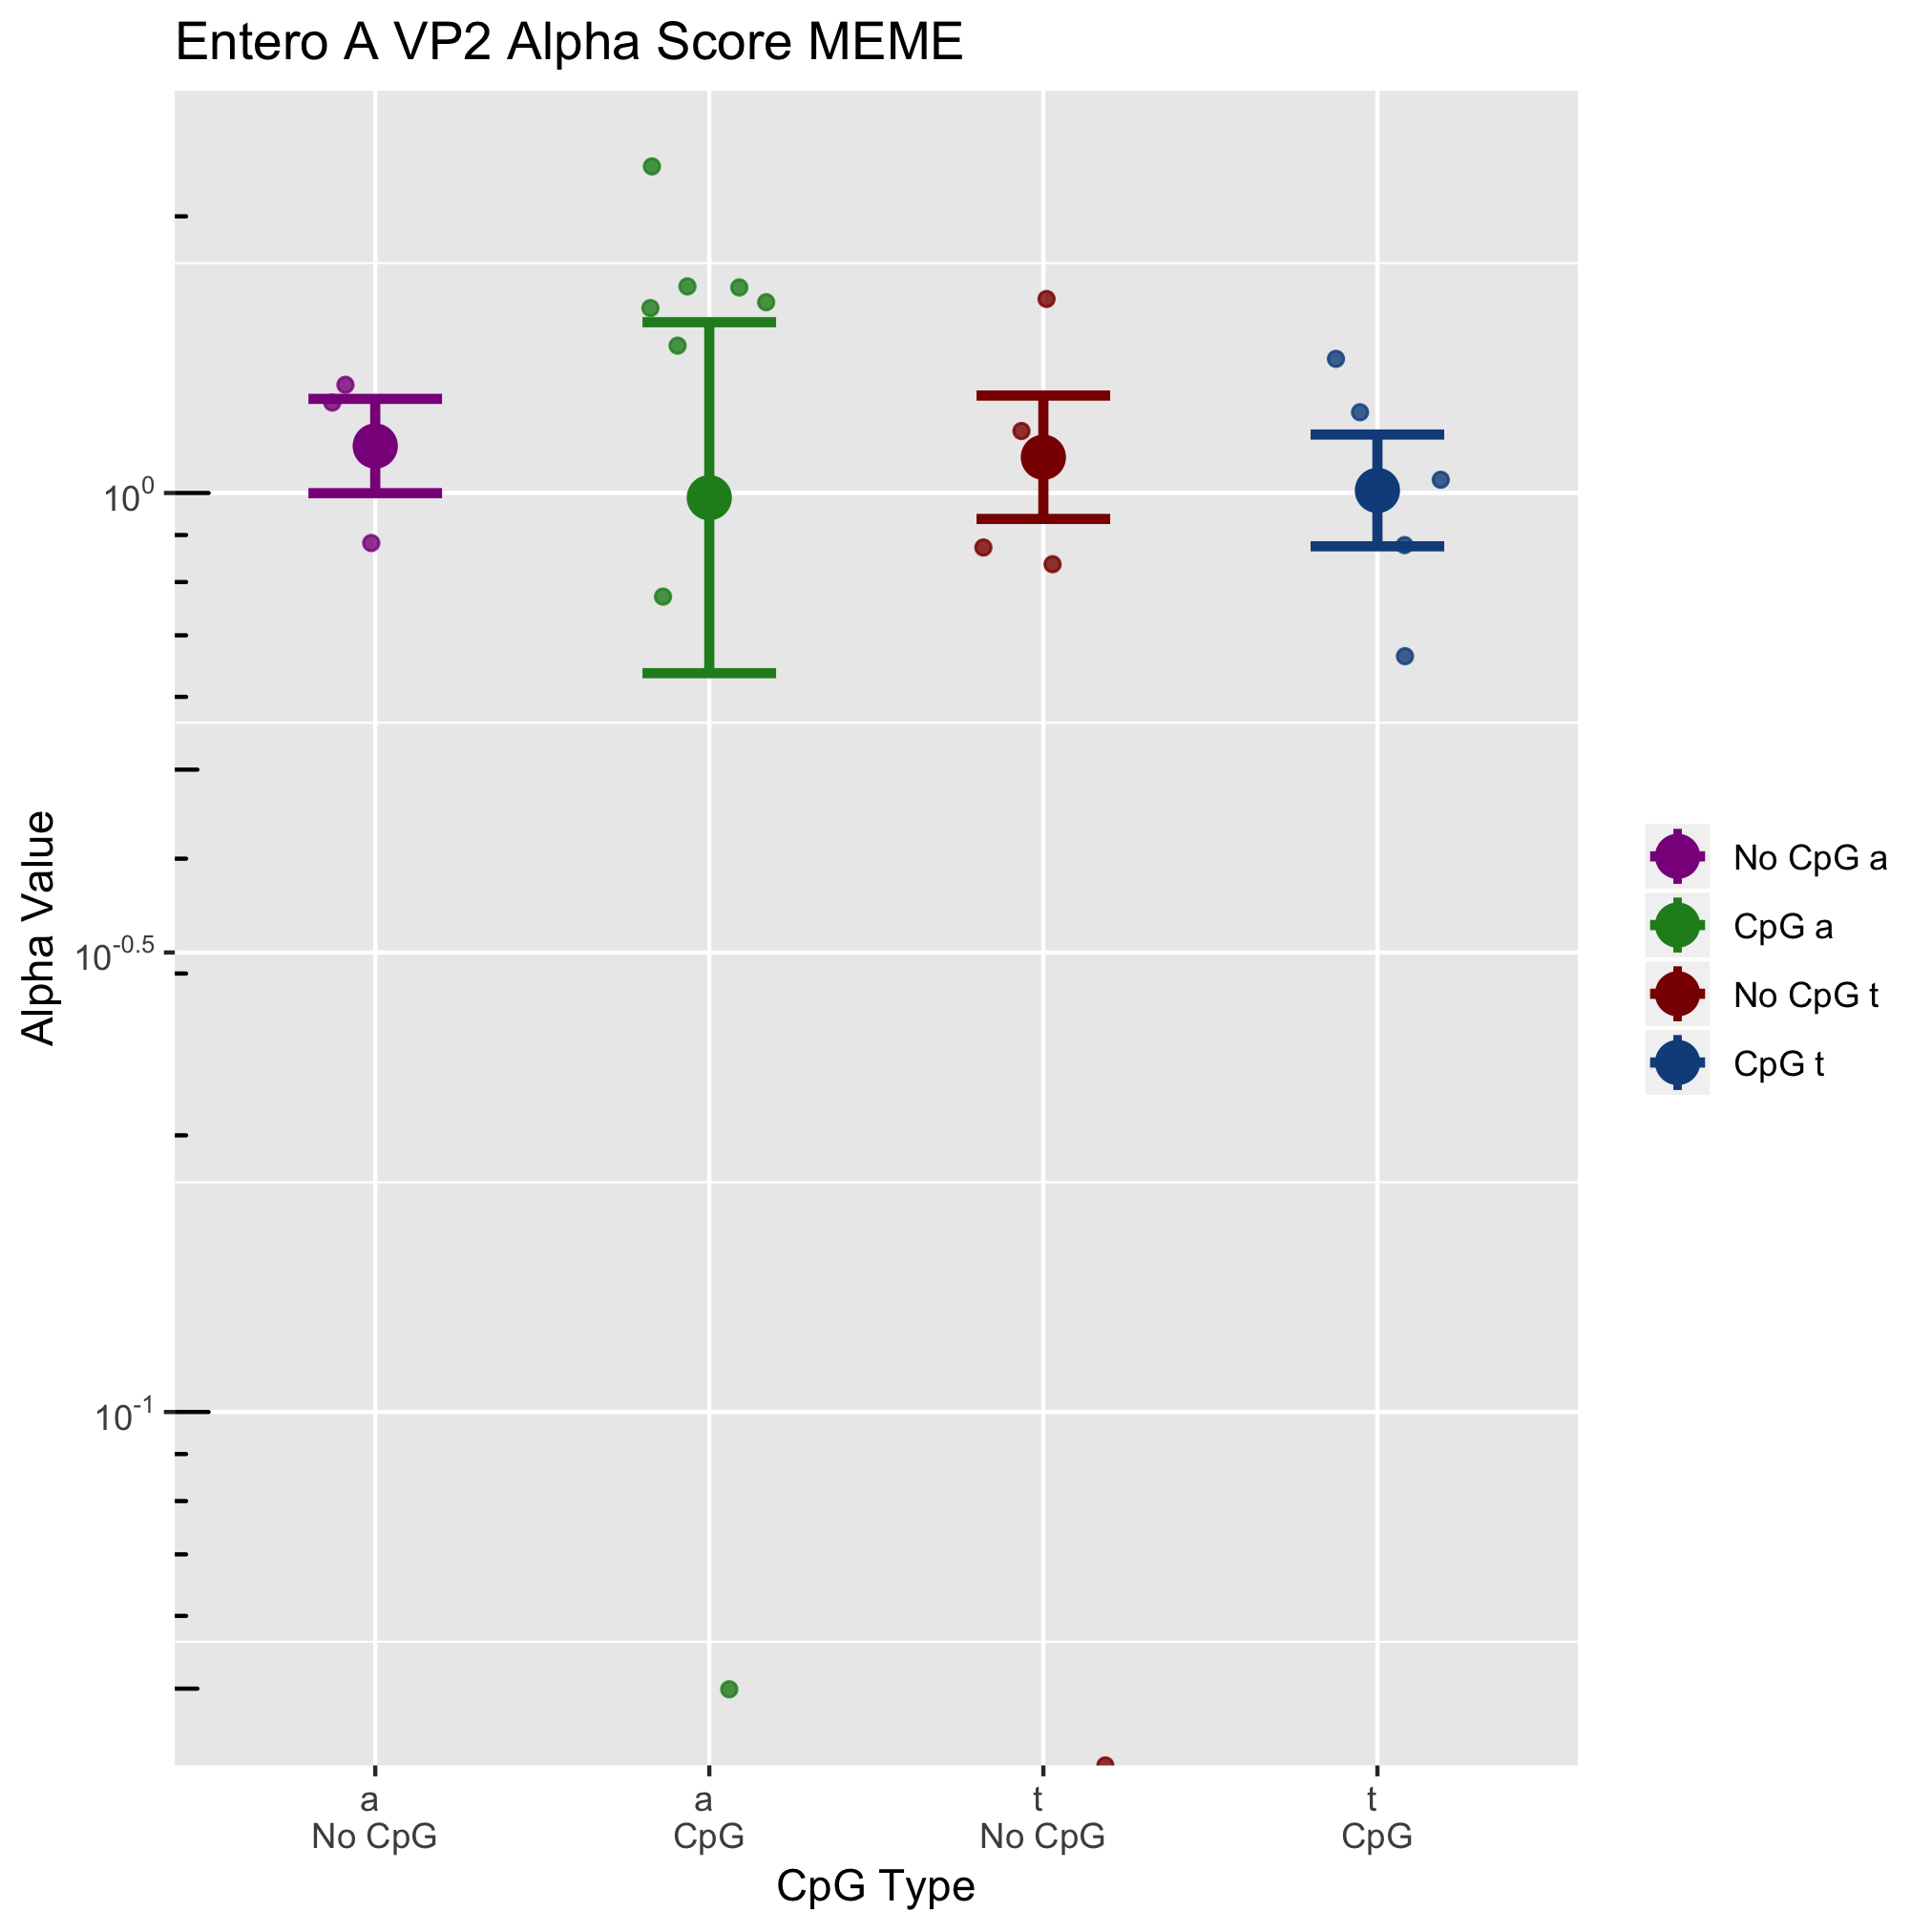 Entero A VP2 Alpha Score MEME
10^0
10^-0.5
10^-1
Alpha Value
a
No CpG
a
CpG
t
No CpG
t
CpG
CpG Type
No CpG a
CpG a
No CpG t
CpG t